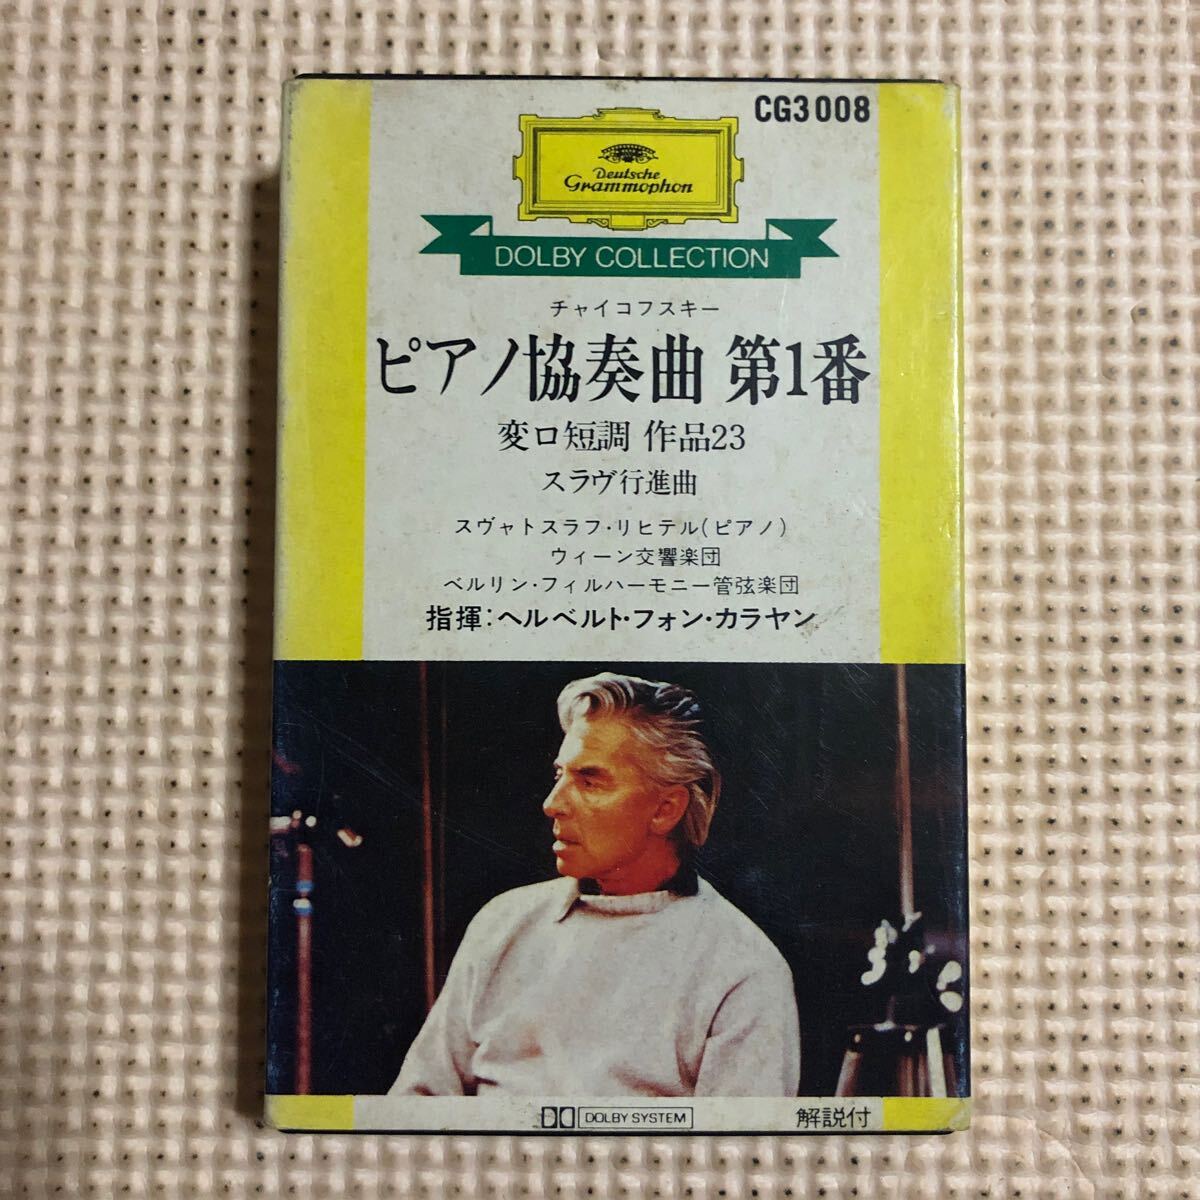 CG3008
Deutsche
Grammophon
DOLBY COLLECTION
チャイコフスキー
ピアノ協奏曲 第1番
変ロ短調 作品23
スラヴ行進曲
スヴャトスラフ・リヒテル(ピアノ)
ウィーン交響楽団
ベルリン・フィルハーモニー管弦楽団
指揮:ヘルベルト・フォン・カラヤン
DOLBY SYSTEM
解説付